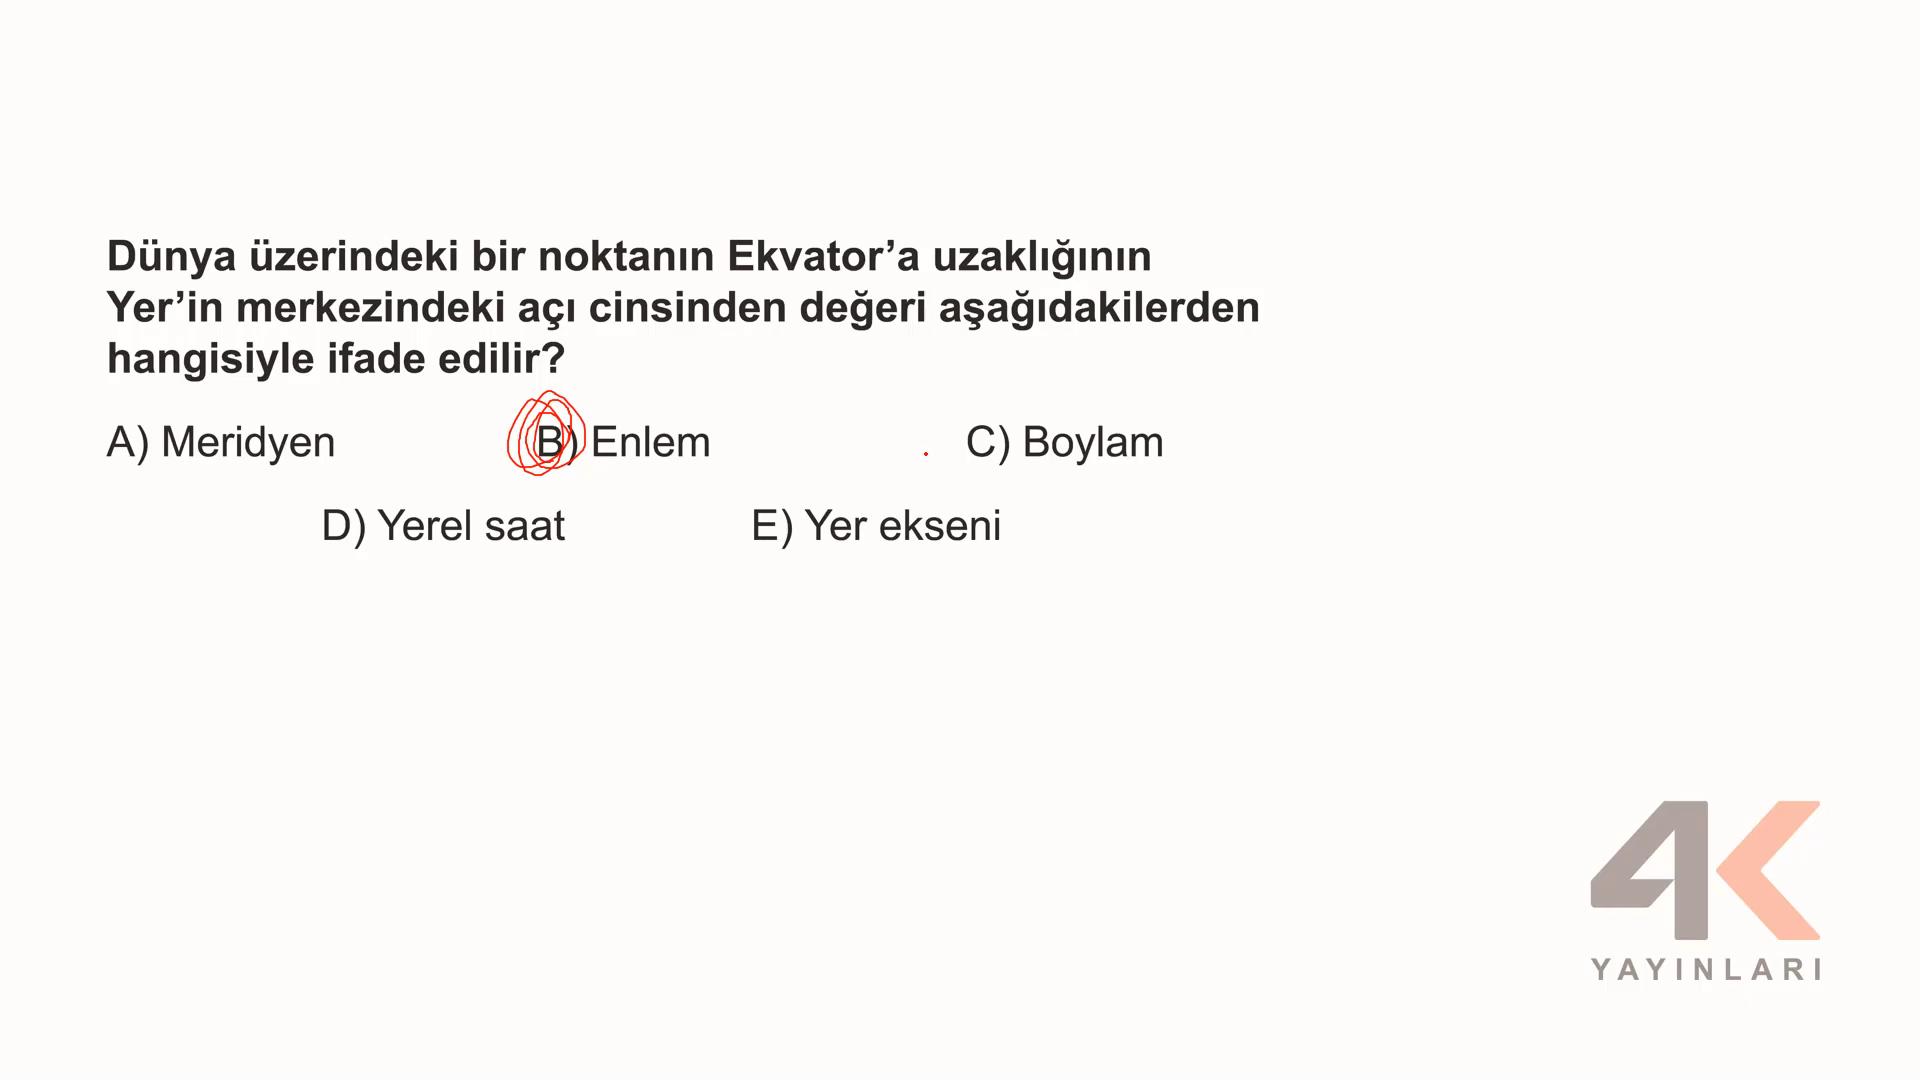 Dünya üzerindeki bir noktanın Ekvator’a uzaklığının
Yer’in merkezindeki açı cinsinden değeri aşağıdakilerden
hangisiyle ifade edilir?
A) Meridyen B) Enlem C) Boylam
D) Yerel saat E) Yer ekseni
4K
YAYINLARI